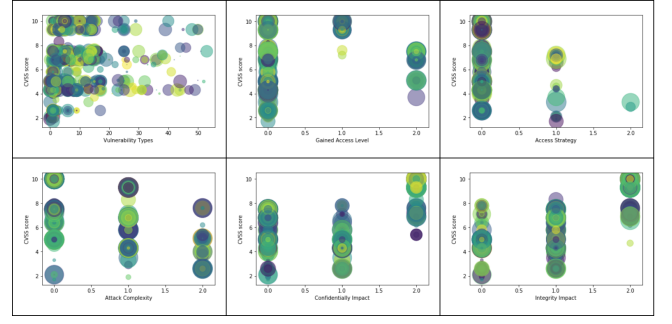 10
8
6
4
2
CVSS score
0 10 20 30 40 50
Vulnerability Types
10
8
6
4
2
CVSS score
0.0 0.5 1.0 1.5 2.0
Gained Access Level
10
8
6
4
2
CVSS score
0.0 0.5 1.0 1.5 2.0
Access Strategy
10
8
6
4
2
CVSS score
0.0 0.5 1.0 1.5 2.0
Attack Complexity
10
8
6
4
2
CVSS score
0.0 0.5 1.0 1.5 2.0
Confidentially Impact
10
8
6
4
2
CVSS score
0.0 0.5 1.0 1.5 2.0
Integrity Impact